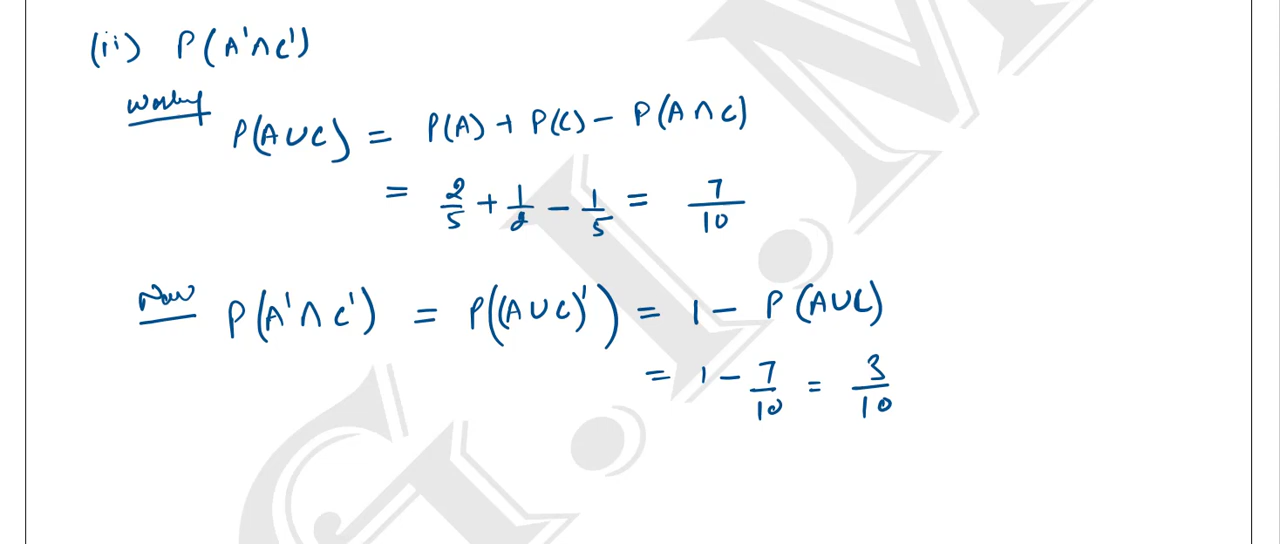 (ii) P(A'∩C')
Working
P(A∪C) = P(A) + P(C) − P(A∩C)
= 2/5 + 1/2 − 1/5 = 7/10
Now P(A'∩C') = P((A∪C)') = 1 − P(A∪C)
= 1 − 7/10 = 3/10